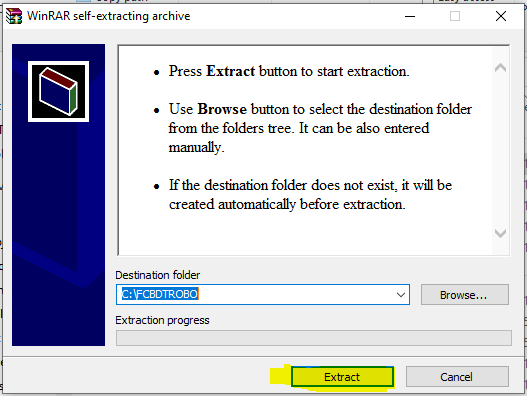 WinRAR self-extracting archive
• Press Extract button to start extraction.
• Use Browse button to select the destination folder
from the folders tree. It can be also entered
manually.
• If the destination folder does not exist, it will be
created automatically before extraction.
Destination folder
C:\FCBDTROBO
Browse...
Extraction progress
Extract
Cancel